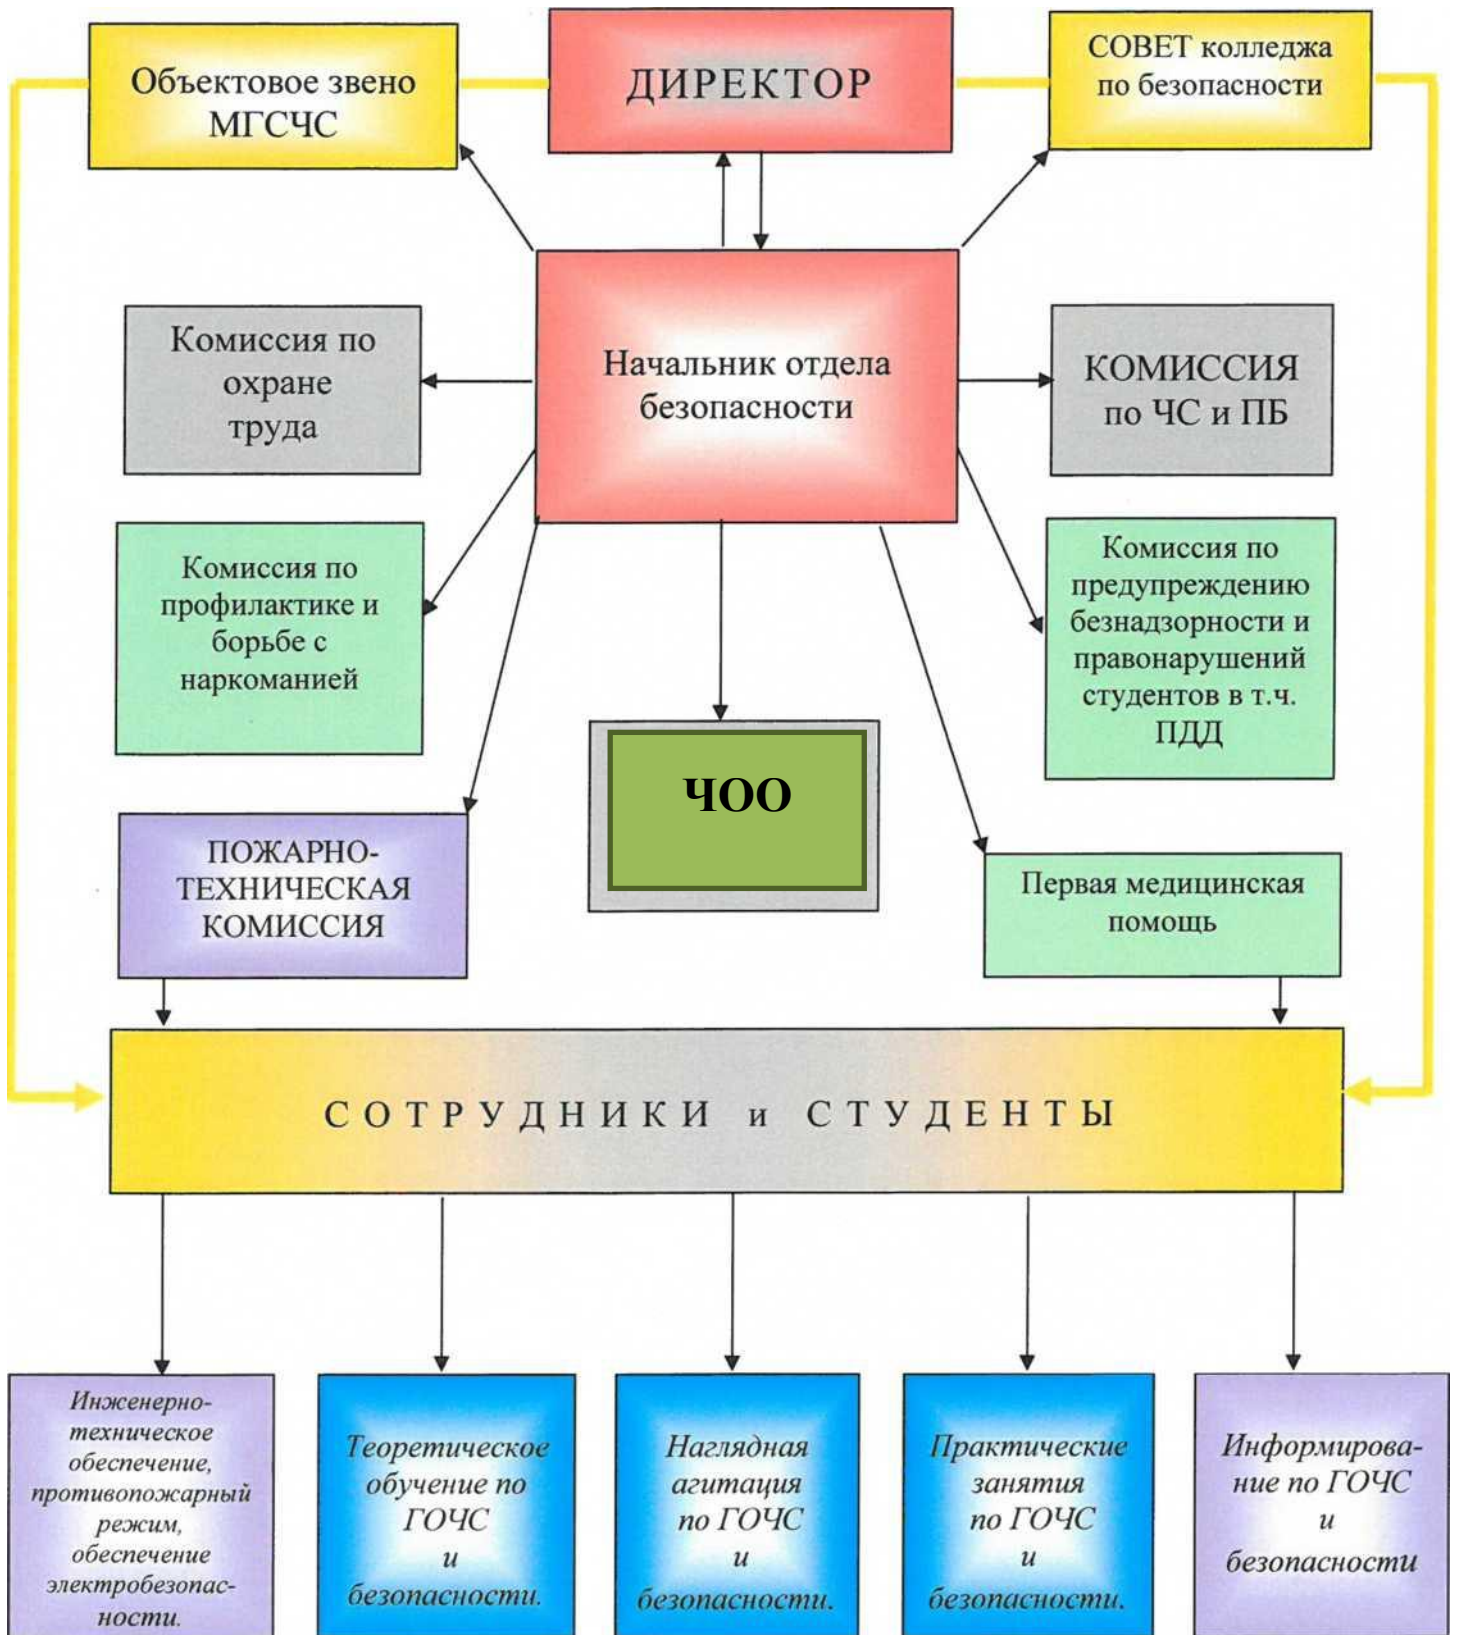 Объектовое звено
МГСЧС
ДИРЕКТОР
СОВЕТ колледжа
по безопасности
Комиссия по
охране
труда
Начальник отдела
безопасности
КОМИССИЯ
по ЧС и ПБ
Комиссия по
профилактике и
борьбе с
наркоманией
Комиссия по
предупреждению
безнадзорности и
правонарушений
студентов в т.ч.
ПДД
ЧОО
ПОЖАРНО-
ТЕХНИЧЕСКАЯ
КОМИССИЯ
Первая медицинская
помощь
СОТРУДНИКИ и СТУДЕНТЫ
Инженерно-
техническое
обеспечение,
противопожарный
режим,
обеспечение
электробезопас-
ности.
Теоретическое
обучение по
ГОЧС
и
безопасности.
Наглядная
агитация
по ГОЧС
и
безопасности.
Практические
занятия
по ГОЧС
и
безопасности.
Информирова-
ние по ГОЧС
и
безопасности